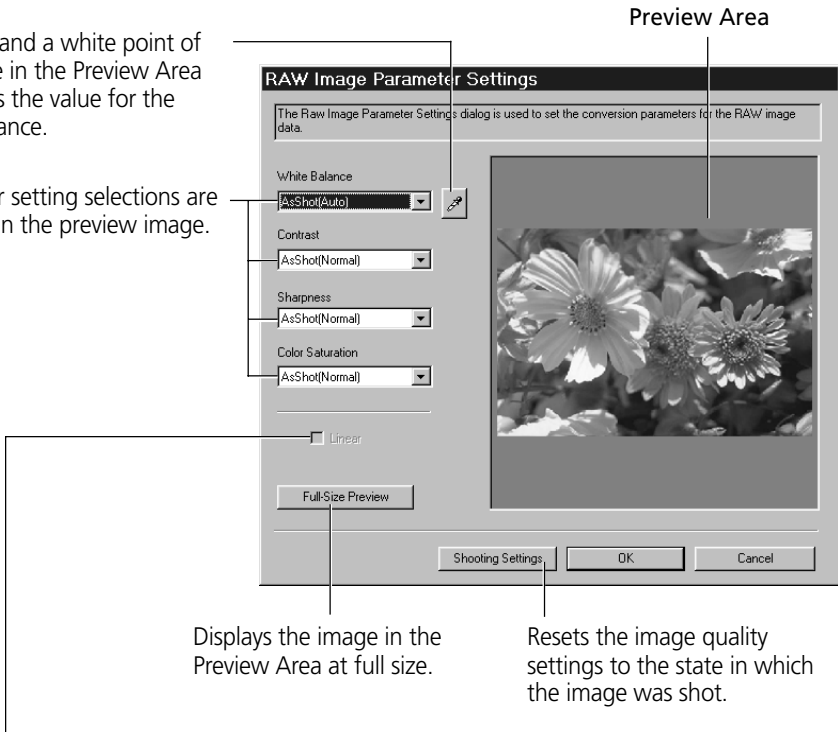 Preview Area
and a white point of
e in the Preview Area
s the value for the
ance.
r setting selections are
n the preview image.
RAW Image Parameter Settings
The Raw Image Parameter Settings dialog is used to set the conversion parameters for the RAW image
data.
White Balance
AsShot(Auto)
Contrast
AsShot(Normal)
Sharpness
AsShot(Normal)
Color Saturation
AsShot(Normal)
Linear
Full-Size Preview
Shooting Settings OK Cancel
Displays the image in the
Preview Area at full size.
Resets the image quality
settings to the state in which
the image was shot.